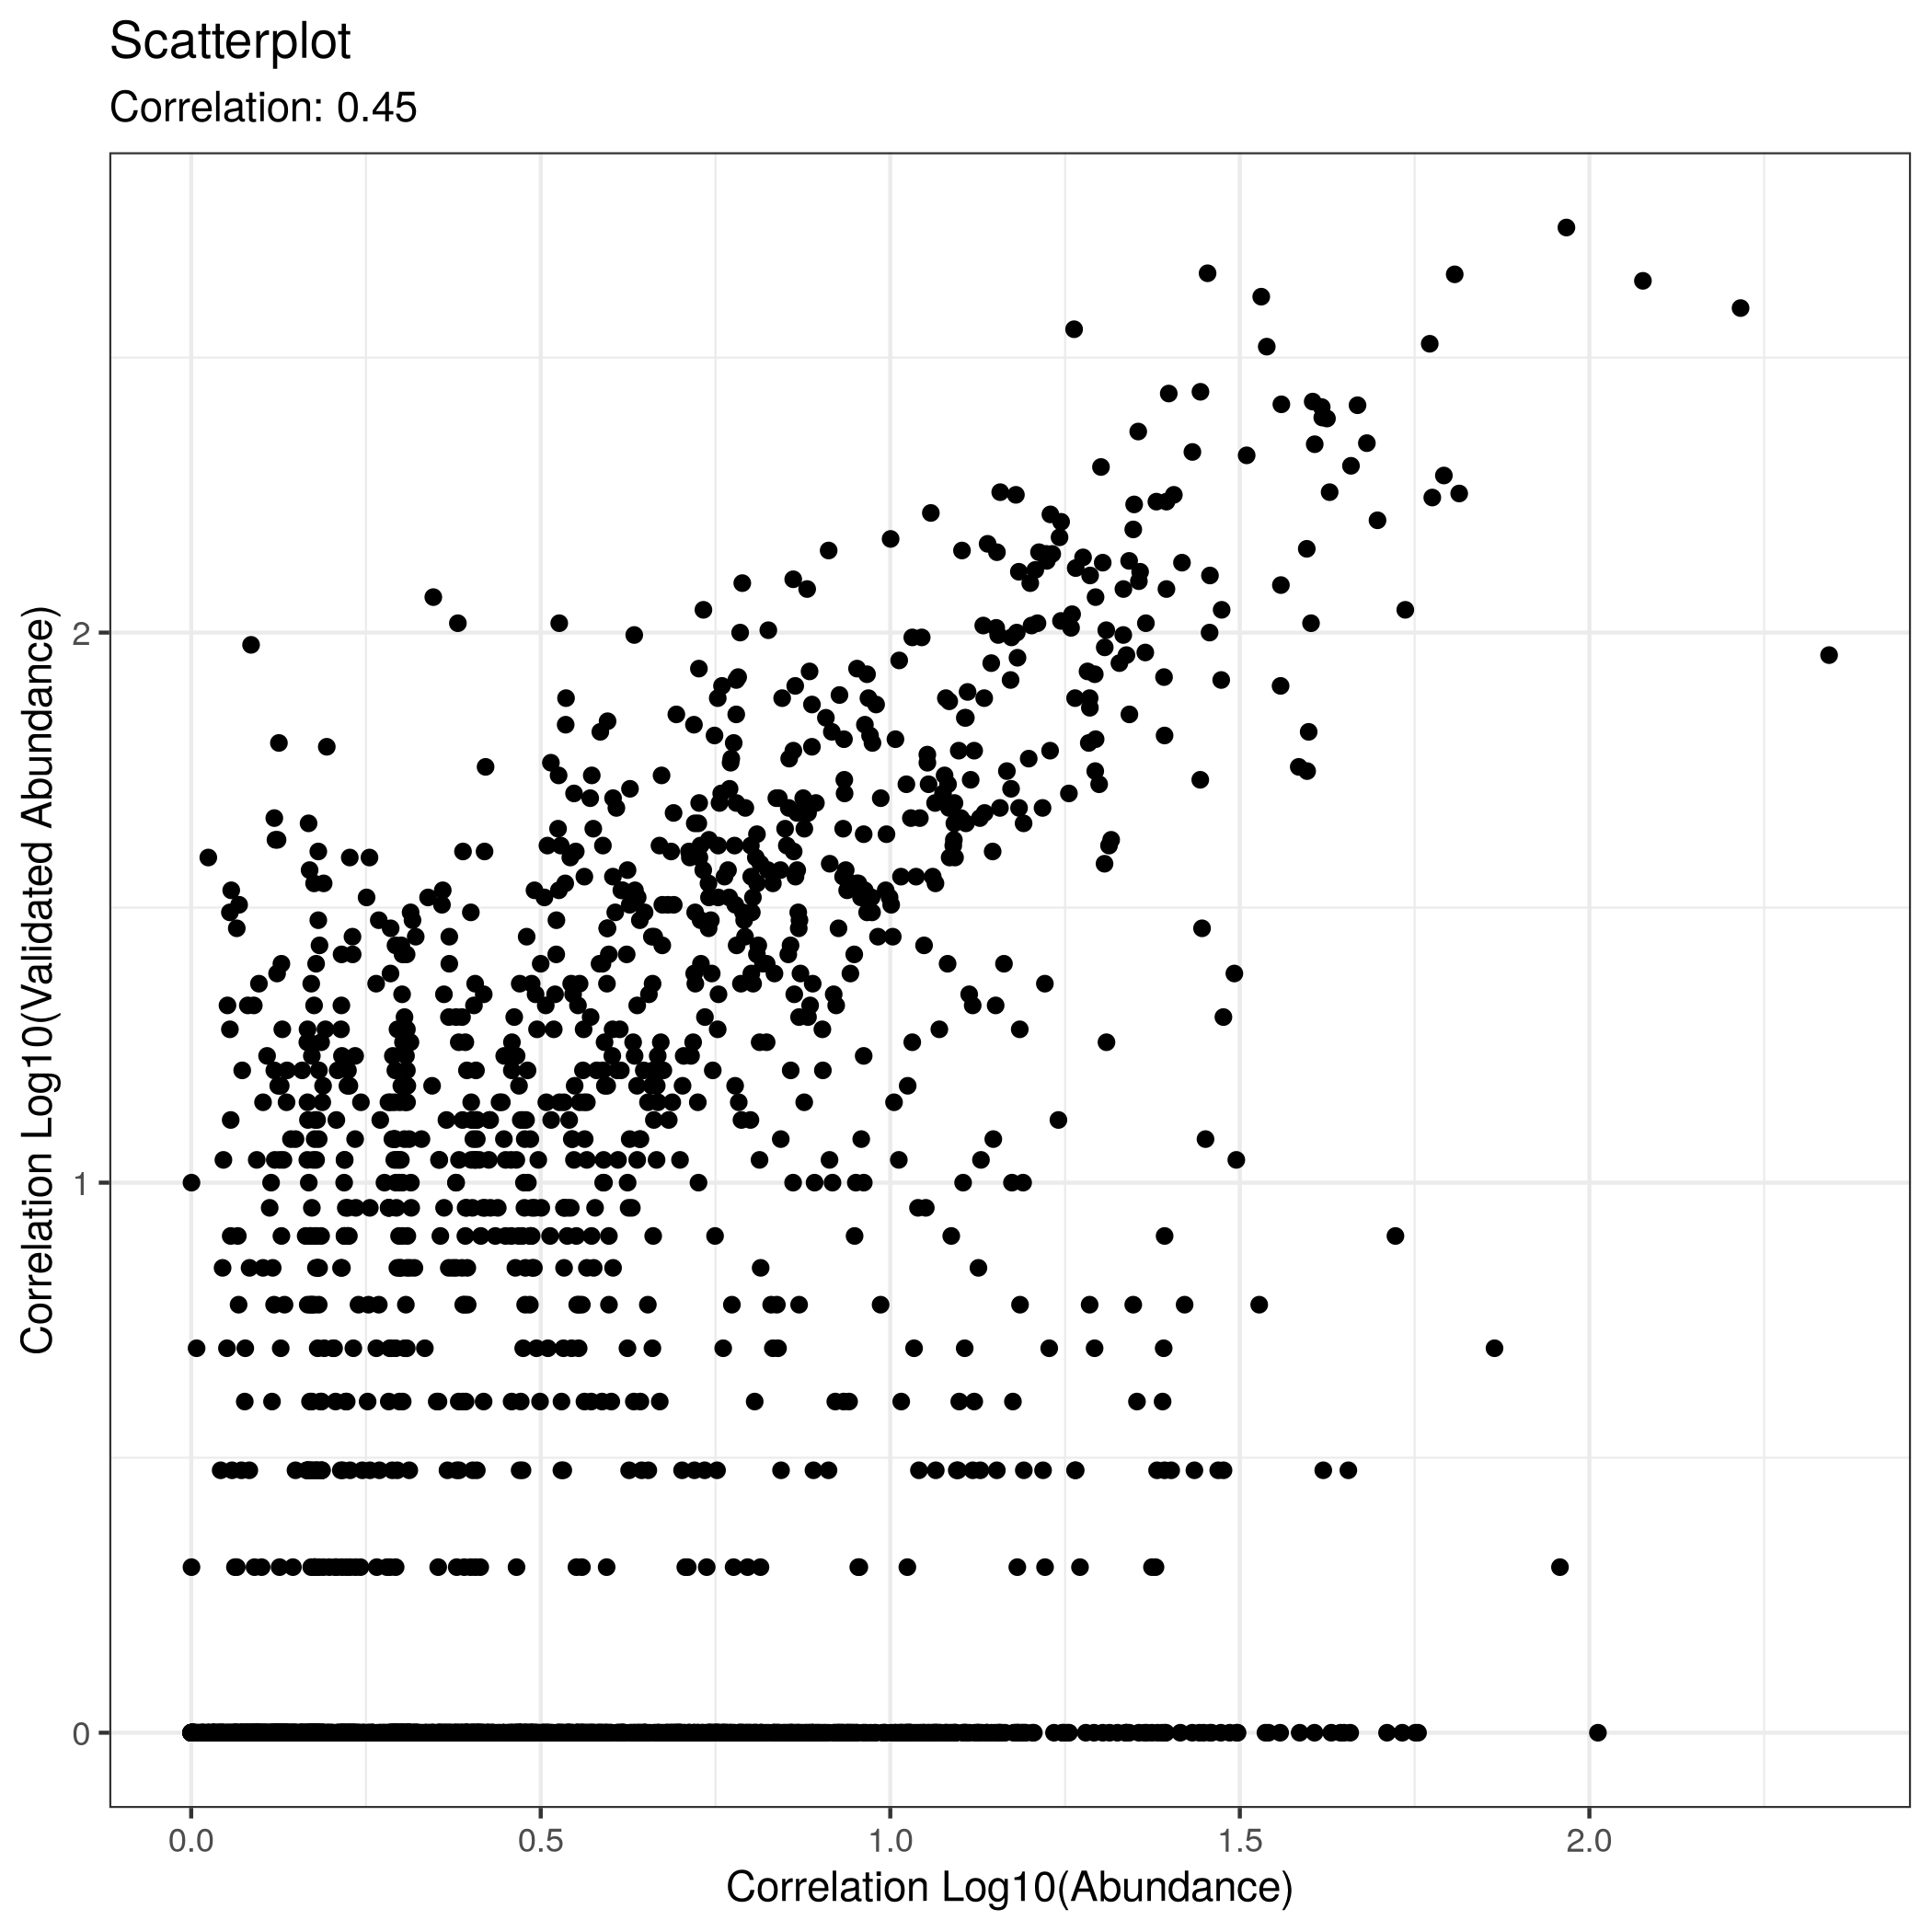 Scatterplot
Correlation: 0.45
Correlation Log10(Validated Abundance)
2
1
0
0.0 0.5 1.0 1.5 2.0
Correlation Log10(Abundance)